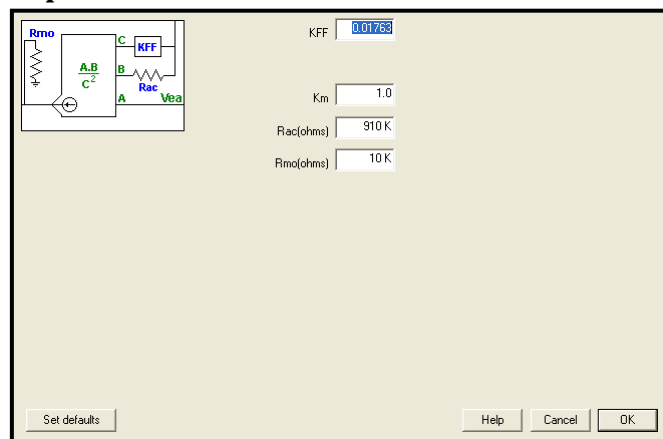 Rmo
C
KFF
A.B
C²
B
Rac
A
Vea
KFF 0.01763
Km 1.0
Rac(ohms) 910 K
Rmo(ohms) 10 K
Set defaults
Help
Cancel
OK